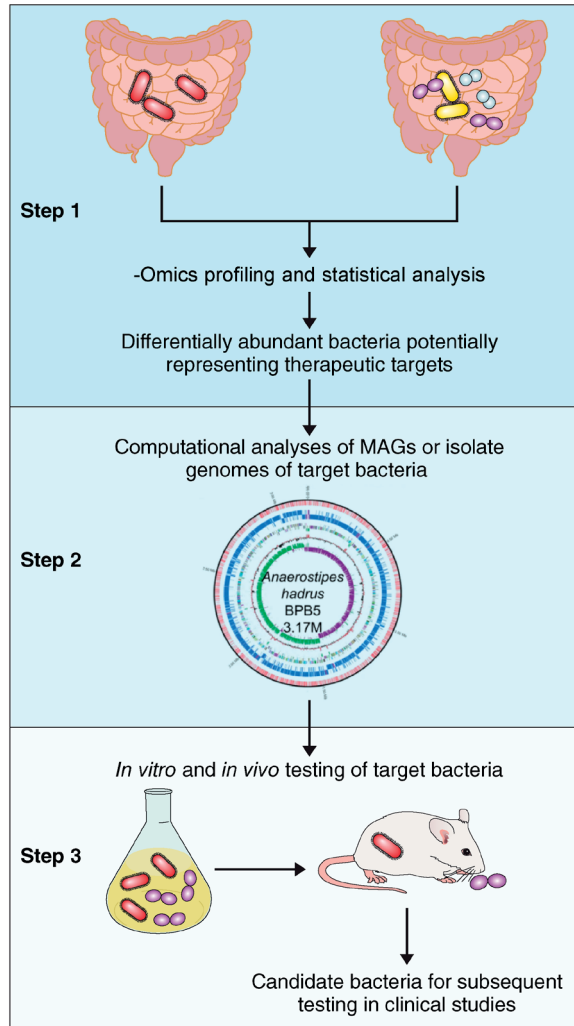 Step 1
-Omics profiling and statistical analysis
Differentially abundant bacteria potentially
representing therapeutic targets
Computational analyses of MAGs or isolate
genomes of target bacteria
Step 2
Anaerostipes
hadrus
BPB5
3.17M
In vitro and in vivo testing of target bacteria
Step 3
Candidate bacteria for subsequent
testing in clinical studies